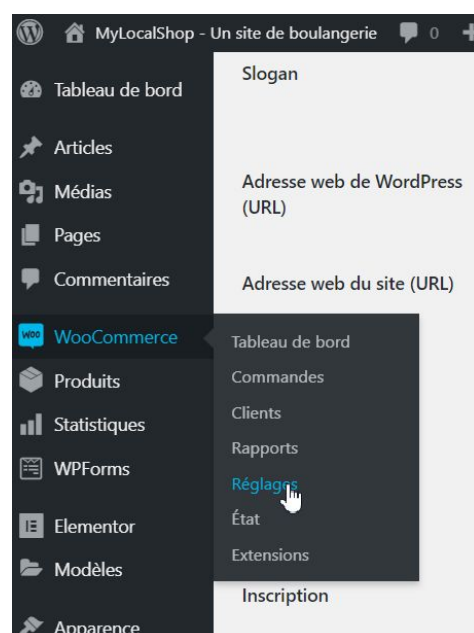 MyLocalShop - Un site de boulangerie 0
Tableau de bord
Articles
Médias
Pages
Commentaires
WooCommerce
Produits
Statistiques
WPForms
Elementor
Modèles
Apparence
Slogan
Adresse web de WordPress
(URL)
Adresse web du site (URL)
Tableau de bord
Commandes
Clients
Rapports
Réglages
État
Extensions
Inscription